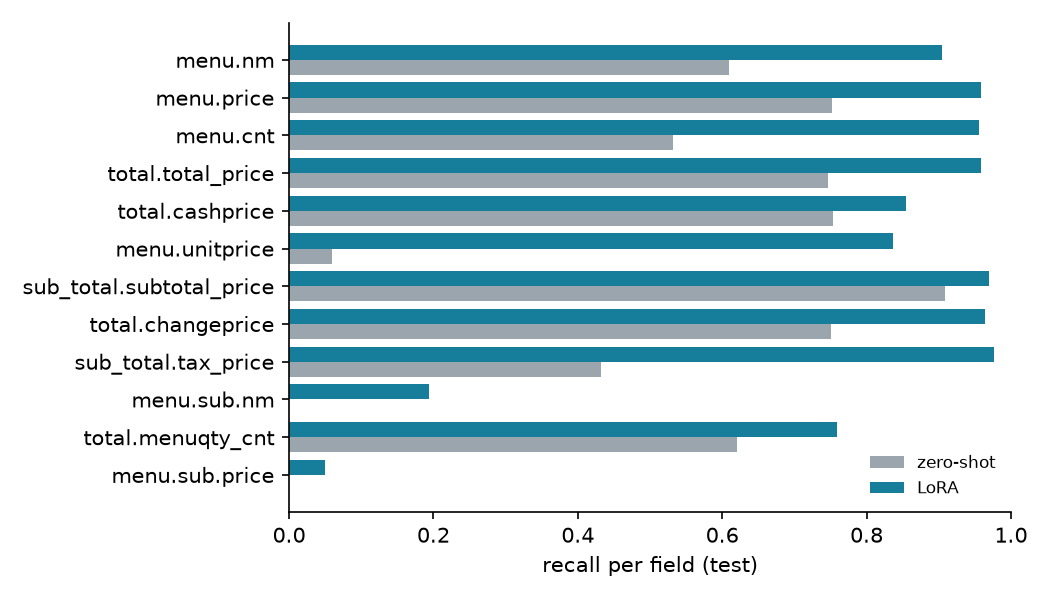 menu.nm
menu.price
menu.cnt
total.total_price
total.cashprice
menu.unitprice
sub_total.subtotal_price
total.changeprice
sub_total.tax_price
menu.sub.nm
total.menuqty_cnt
menu.sub.price
zero-shot
LoRA
0.0 0.2 0.4 0.6 0.8 1.0
recall per field (test)